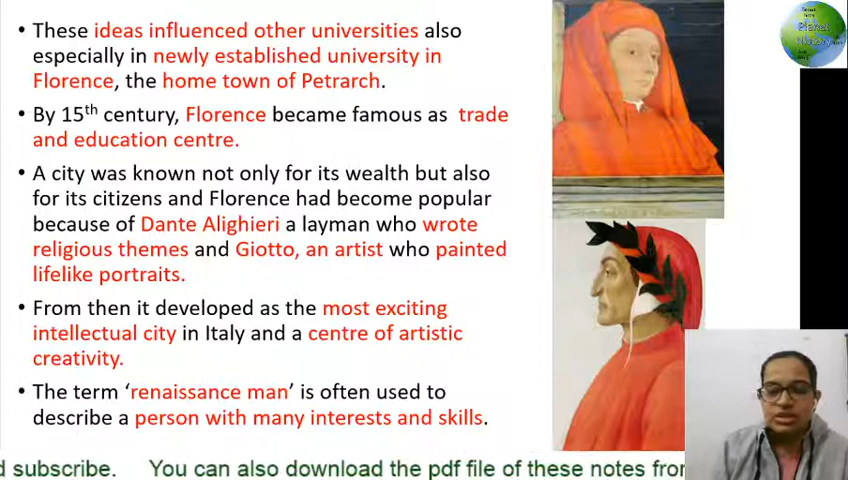 • These ideas influenced other universities also
especially in newly established university in
Florence, the home town of Petrarch.
• By 15th century, Florence became famous as trade
and education centre.
• A city was known not only for its wealth but also
for its citizens and Florence had become popular
because of Dante Alighieri a layman who wrote
religious themes and Giotto, an artist who painted
lifelike portraits.
• From then it developed as the most exciting
intellectual city in Italy and a centre of artistic
creativity.
• The term ‘renaissance man’ is often used to
describe a person with many interests and skills.
d subscribe. You can also download the pdf file of these notes from
Planet
History